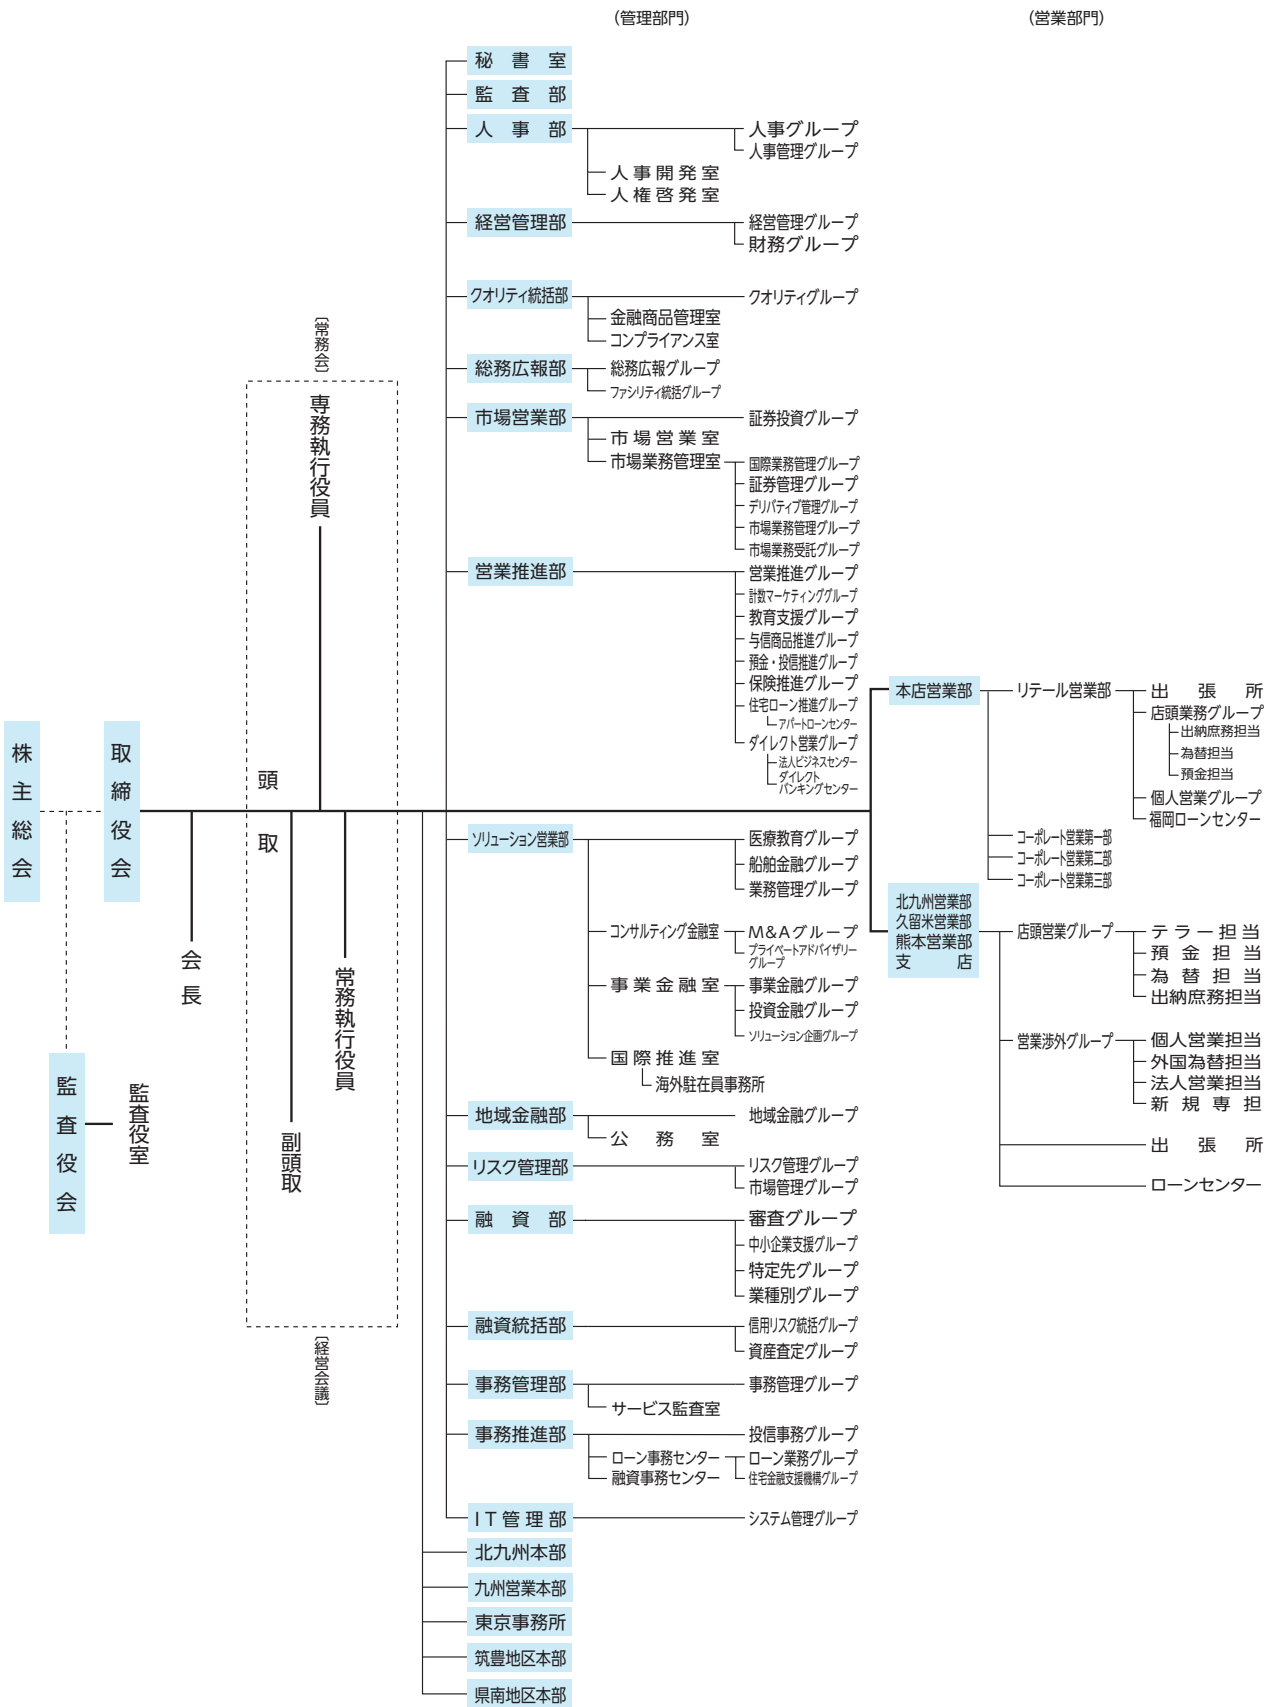 （管理部門）
（営業部門）
株主総会
取締役会
監査役会
監査役室
会長
頭取
副頭取
〔常務会〕
専務執行役員
常務執行役員
〔経営会議〕
秘書室
監査部
人事部
人事グループ
人事管理グループ
人事開発室
人権啓発室
経営管理部
経営管理グループ
財務グループ
クオリティ統括部
クオリティグループ
金融商品管理室
コンプライアンス室
総務広報部
総務広報グループ
ファシリティ統括グループ
市場営業部
証券投資グループ
市場営業室
市場業務管理室
国際業務管理グループ
証券管理グループ
デリバティブ管理グループ
市場業務管理グループ
市場業務受託グループ
営業推進部
営業推進グループ
計数マーケティンググループ
教育支援グループ
与信商品推進グループ
預金・投信推進グループ
保険推進グループ
住宅ローン推進グループ
アパートローンセンター
ダイレクト営業グループ
法人ビジネスセンター
ダイレクト
バンキングセンター
ソリューション営業部
医療教育グループ
船舶金融グループ
業務管理グループ
コンサルティング金融室
M&Aグループ
プライベートアドバイザリー
グループ
事業金融室
事業金融グループ
投資金融グループ
ソリューション企画グループ
国際推進室
海外駐在員事務所
地域金融部
地域金融グループ
公務室
リスク管理部
リスク管理グループ
市場管理グループ
融資部
審査グループ
中小企業支援グループ
特定先グループ
業種別グループ
融資統括部
信用リスク統括グループ
資産査定グループ
事務管理部
事務管理グループ
サービス監査室
事務推進部
投信事務グループ
ローン事務センター
ローン業務グループ
融資事務センター
住宅金融支援機構グループ
IT管理部
システム管理グループ
北九州本部
九州営業本部
東京事務所
筑豊地区本部
県南地区本部
本店営業部
リテール営業部
出張所
店頭業務グループ
出納庶務担当
為替担当
預金担当
個人営業グループ
福岡ローンセンター
コーポレート営業第一部
コーポレート営業第二部
コーポレート営業第三部
北九州営業部
久留米営業部
熊本営業部
支店
店頭営業グループ
テラー担当
預金担当
為替担当
出納庶務担当
営業渉外グループ
個人営業担当
外国為替担当
法人営業担当
新規専担
出張所
ローンセンター